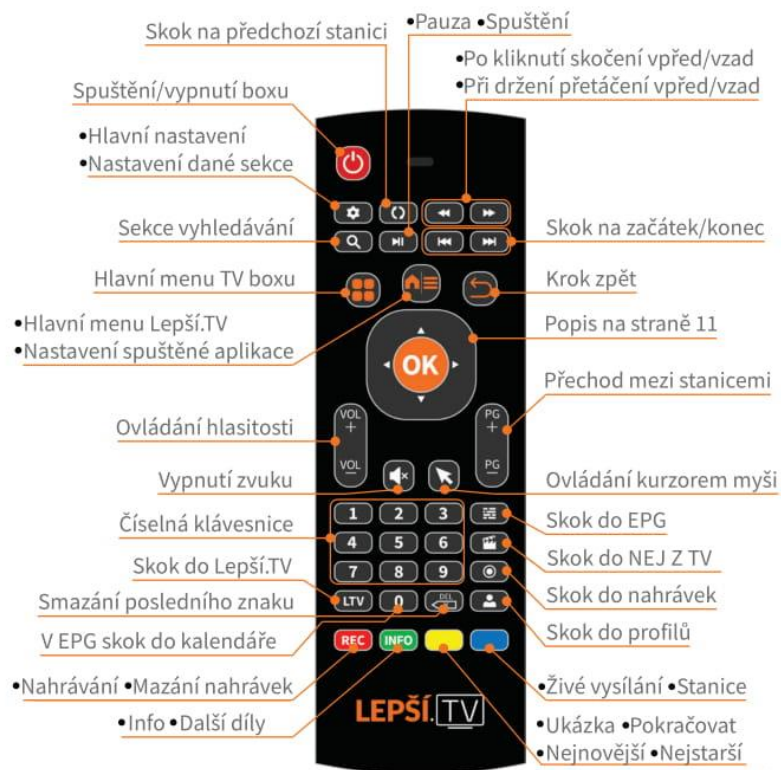 Skok na předchozí stanici
•Pauza •Spuštění
•Po kliknutí skočení vpřed/vzad
•Při držení přetáčení vpřed/vzad
Spuštění/vypnutí boxu
•Hlavní nastavení
•Nastavení dané sekce
Sekce vyhledávání
Skok na začátek/konec
Hlavní menu TV boxu
Krok zpět
•Hlavní menu Lepší.TV
•Nastavení spuštěné aplikace
Popis na straně 11
OK
Přechod mezi stanicemi
VOL
+
VOL
–
PG
+
PG
–
Ovládání hlasitosti
Vypnutí zvuku
Ovládání kurzorem myši
1 2 3
Číselná klávesnice
Skok do EPG
4 5 6
Skok do NEJ Z TV
7 8 9
Skok do Lepší.TV
Skok do nahrávek
LTV 0 DEL
Smazání posledního znaku
Skok do profilů
V EPG skok do kalendáře
REC INFO
•Nahrávání •Mazání nahrávek
•Živé vysílání •Stanice
LEPŠÍ.TV
•Info •Další díly
•Ukázka •Pokračovat
•Nejnovější •Nejstarší